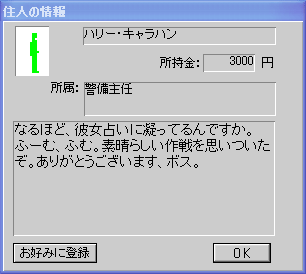 住人の情報
ハリー・キャラハン
所持金: 3000 円
所属: 警備主任
なるほど、彼女占いに凝ってるんですか。
ふーむ、ふむ。素晴らしい作戦を思いついた
ぞ。ありがとうございます、ボス。
お好みに登録 OK